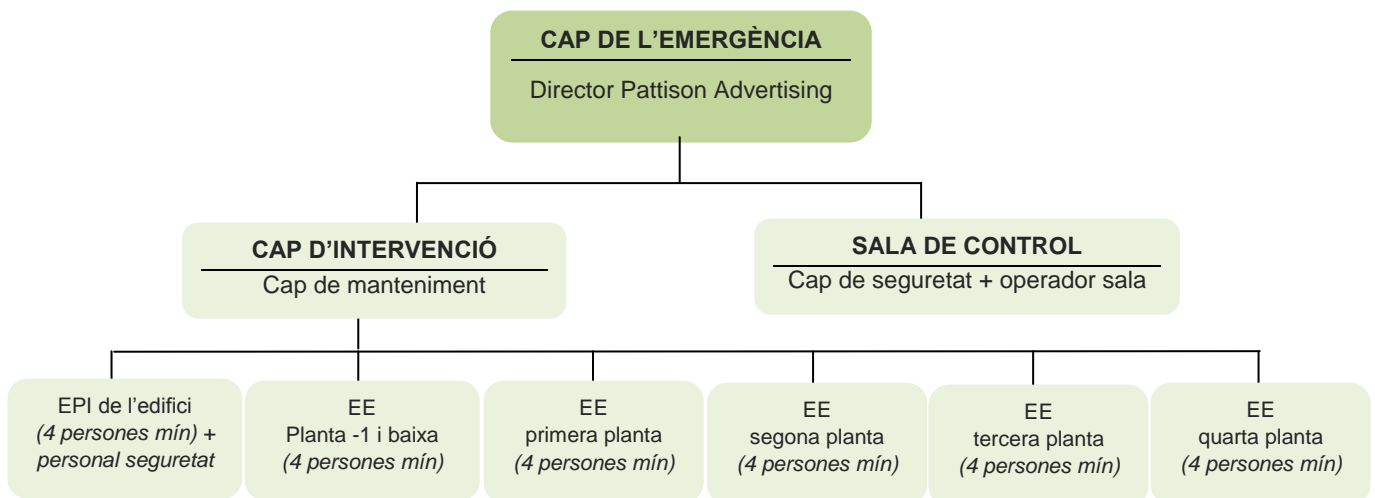 CAP DE L’EMERGÈNCIA
Director Pattison Advertising
CAP D’INTERVENCIÓ
Cap de manteniment
SALA DE CONTROL
Cap de seguretat + operador sala
EPI de l’edifici
(4 persones mín) +
personal seguretat
EE
Planta -1 i baixa
(4 persones mín)
EE
primera planta
(4 persones mín)
EE
segona planta
(4 persones mín)
EE
tercera planta
(4 persones mín)
EE
quarta planta
(4 persones mín)